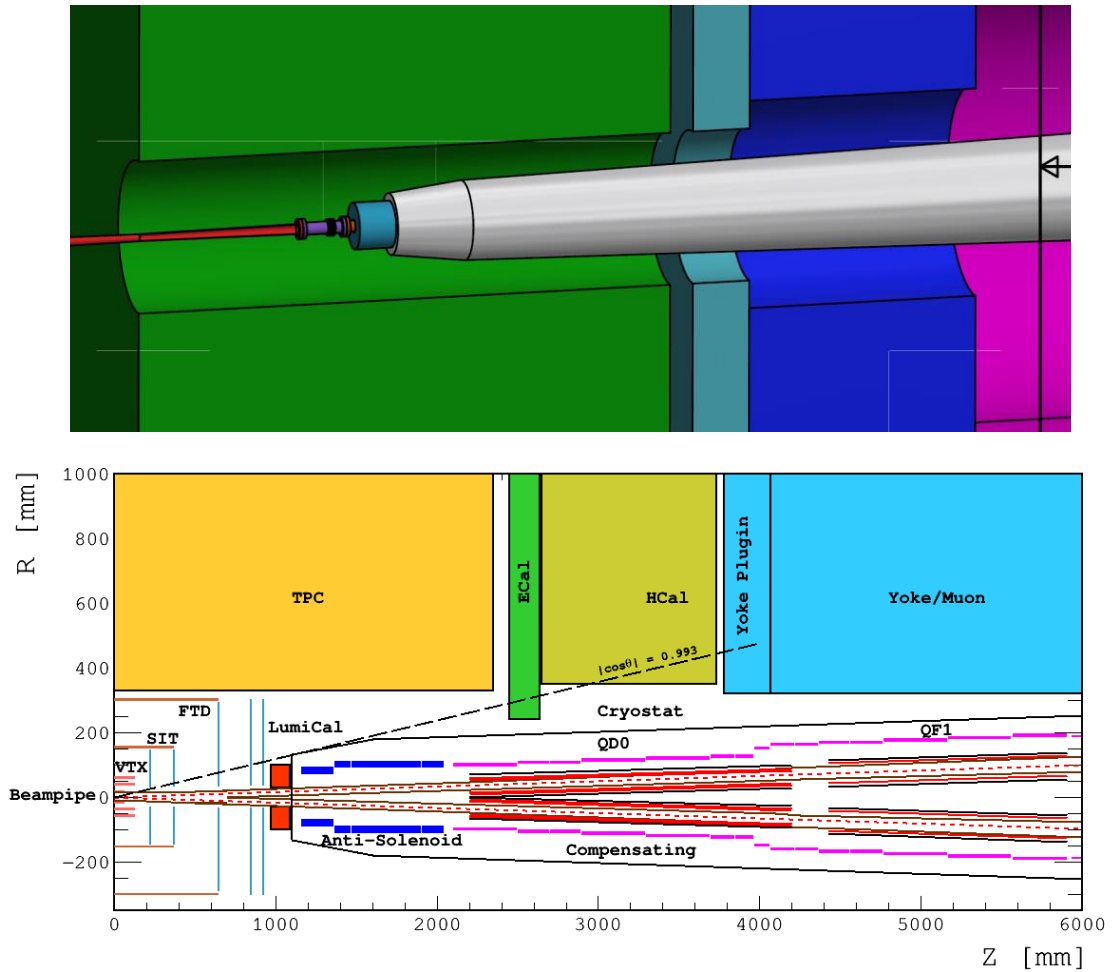 1000
800
600
400
200
0
−200
R [mm]
TPC
ECal
HCal
Yoke Plugin
Yoke/Muon
|cosθ| = 0.993
FTD
SIT
VTX
LumiCal
Cryostat
QD0
QF1
Beampipe
Anti-Solenoid
Compensating
0
1000
2000
3000
4000
5000
6000
Z [mm]